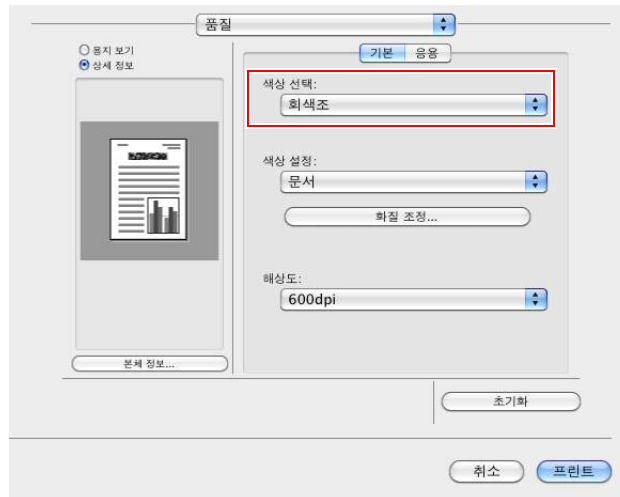 품질
용지 보기
상세 정보
본체 정보...
기본 응용
색상 선택:
회색조
색상 설정:
문서
화질 조정...
해상도:
600dpi
초기화
취소 프린트